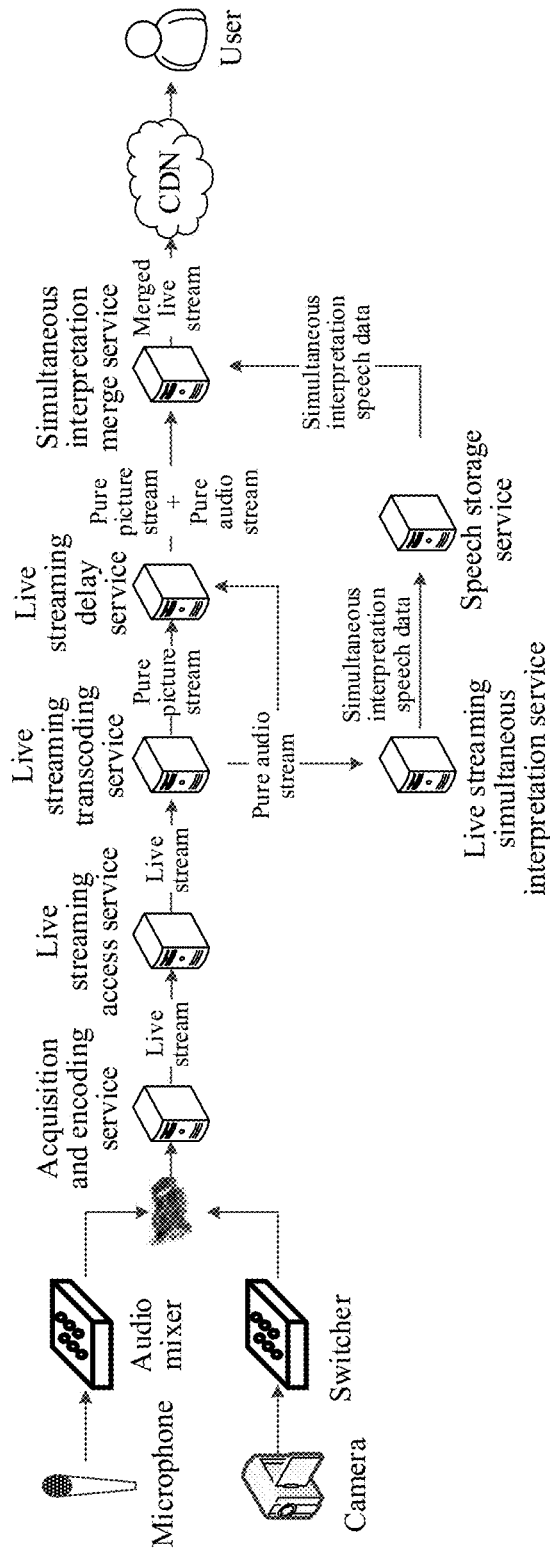 Microphone
Audio
mixer
Camera
Switcher
Acquisition
and encoding
service
Live
stream
Live
streaming
access service
Live
stream
Live
streaming
transcoding
service
Pure
picture
stream
Pure audio
stream
Live
streaming
delay
service
Pure
picture
stream
+
Pure
audio
stream
Simultaneous
interpretation
merge service
Merged
live
stream
CDN
User
Live streaming
simultaneous
interpretation service
Simultaneous
interpretation
speech data
Speech storage
service
Simultaneous
interpretation
speech data